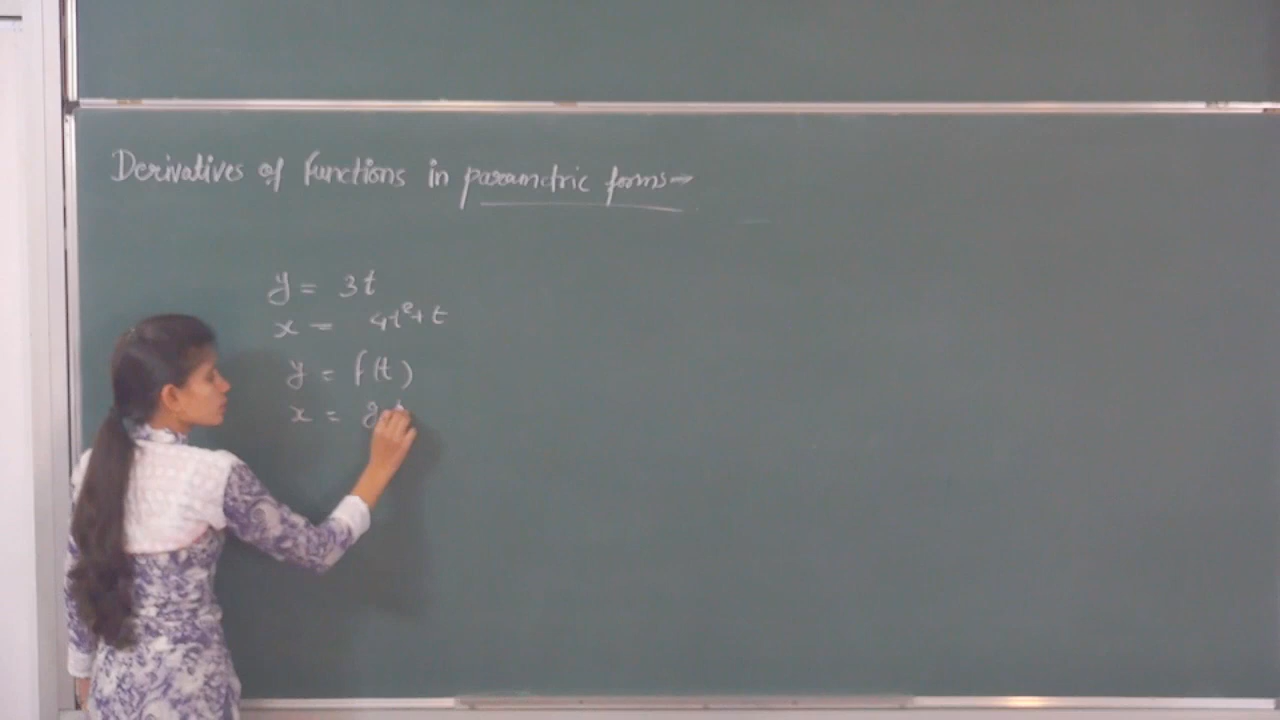 Derivatives of functions in parametric forms→
y = 3t
x = 4t²+t
y = f(t)
x = g